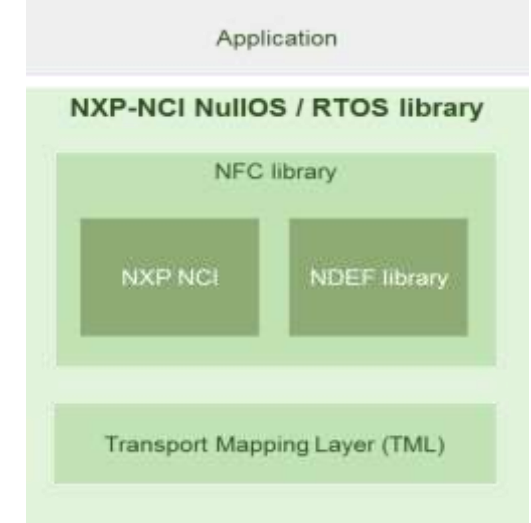 Application
NXP-NCI NullOS / RTOS library
NFC library
NXP NCI
NDEF library
Transport Mapping Layer (TML)